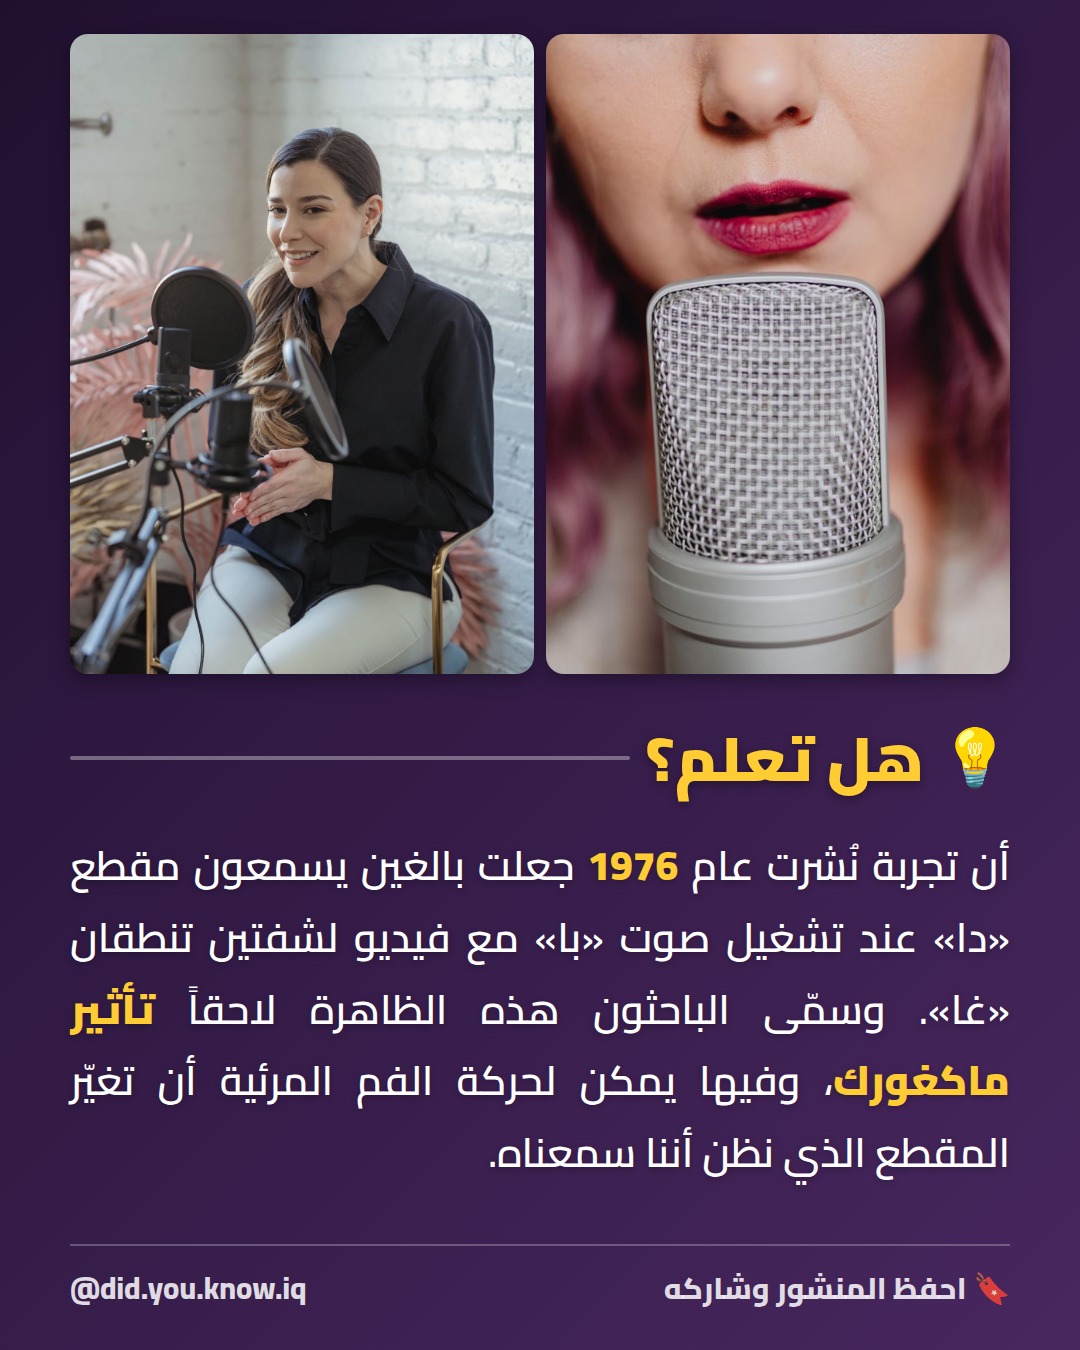 هل تعلم؟
أن تجربة نُشرت عام 1976 جعلت بالغين يسمعون مقطع
«دا» عند تشغيل صوت «با» مع فيديو لشفتين تنطقان
«غا». وسمّى الباحثون هذه الظاهرة لاحقاً تأثير
ماكغورك، وفيها يمكن لحركة الفم المرئية أن تغيّر
المقطع الذي نظن أننا سمعناه.
احفظ المنشور وشاركه
@did.you.know.iq